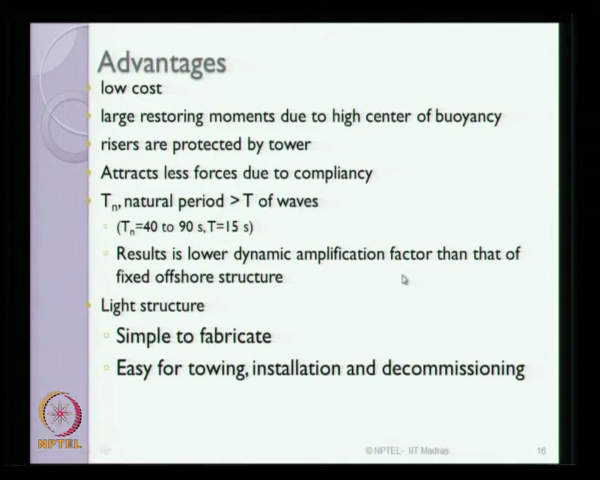 Advantages
low cost
large restoring moments due to high center of buoyancy
risers are protected by tower
Attracts less forces due to compliancy
Tn, natural period > T of waves
(Tn=40 to 90 s, T=15 s)
Results is lower dynamic amplification factor than that of
fixed offshore structure
Light structure
Simple to fabricate
Easy for towing, installation and decommissioning
NPTEL
© NPTEL- IIT Madras
16